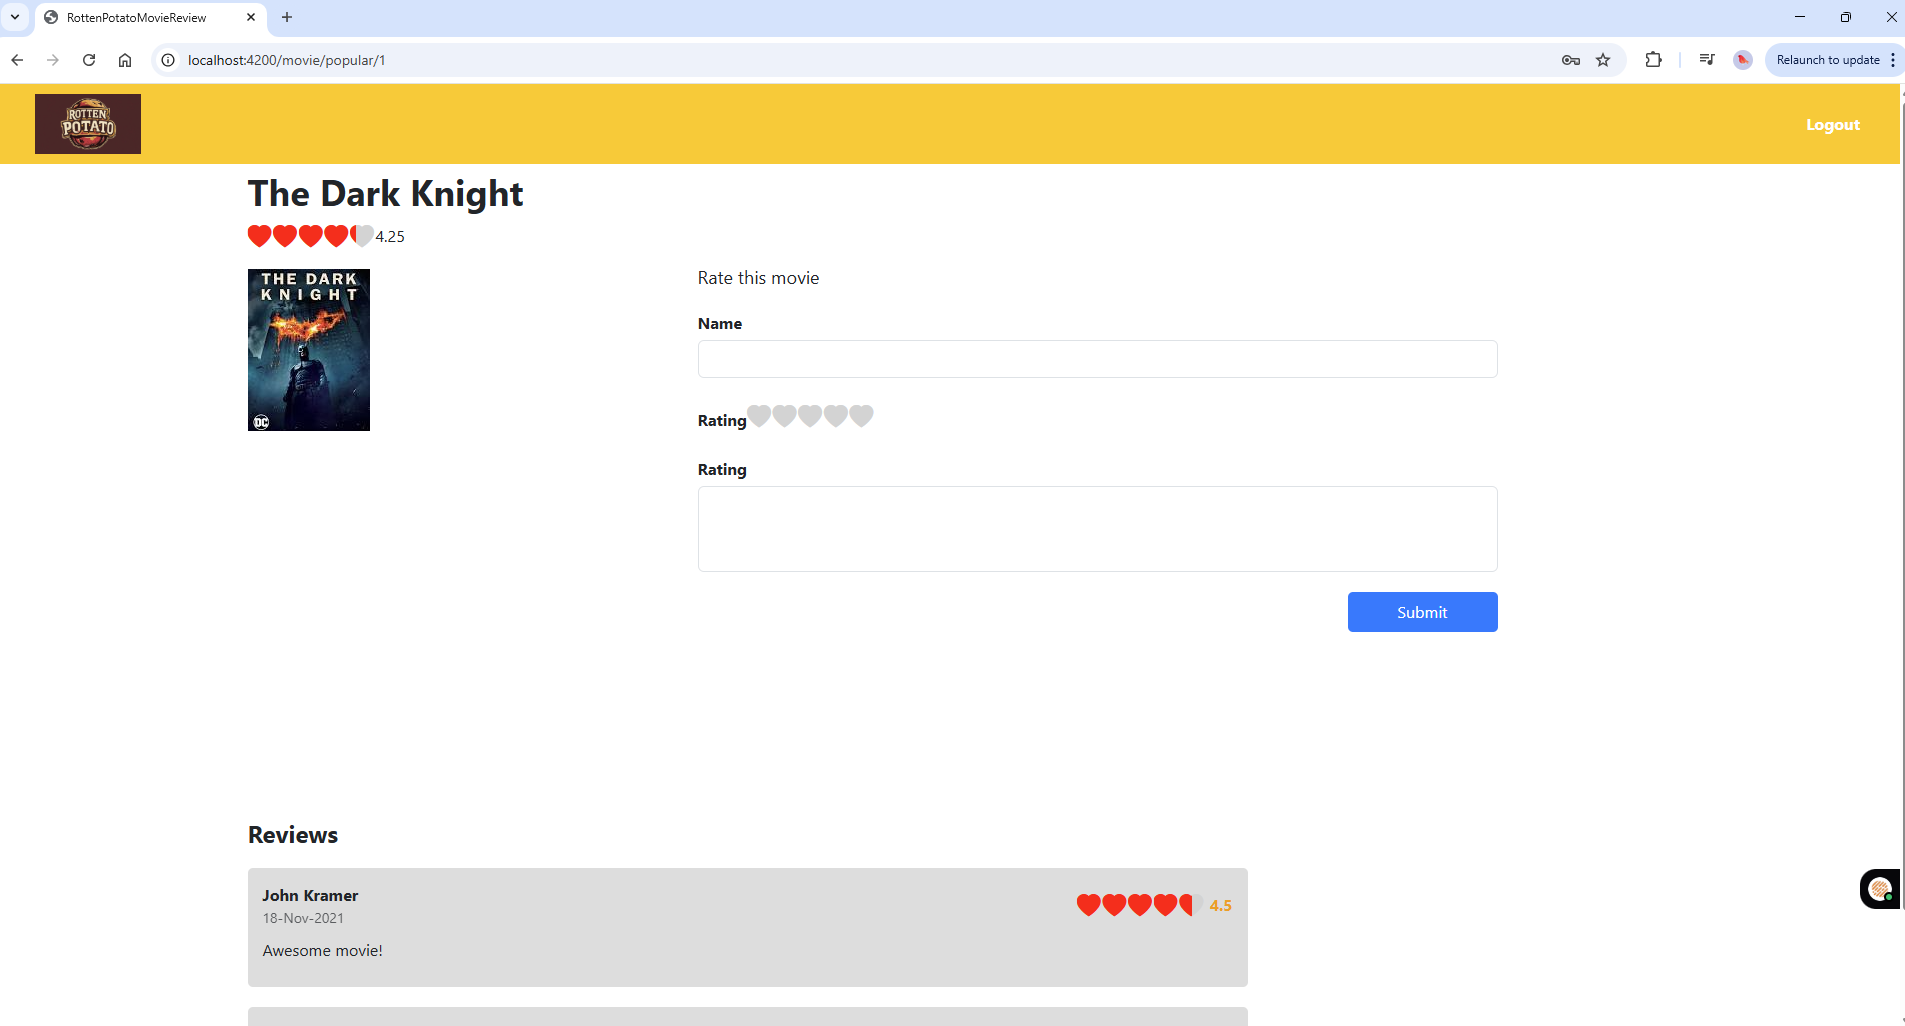 RottenPotatoMovieReview
localhost:4200/movie/popular/1
Relaunch to update
ROTTEN
POTATO
Logout
The Dark Knight
4.25
THE DARK
KNIGHT
DC
Rate this movie
Name
Rating
Rating
Submit
Reviews
John Kramer
4.5
18-Nov-2021
Awesome movie!